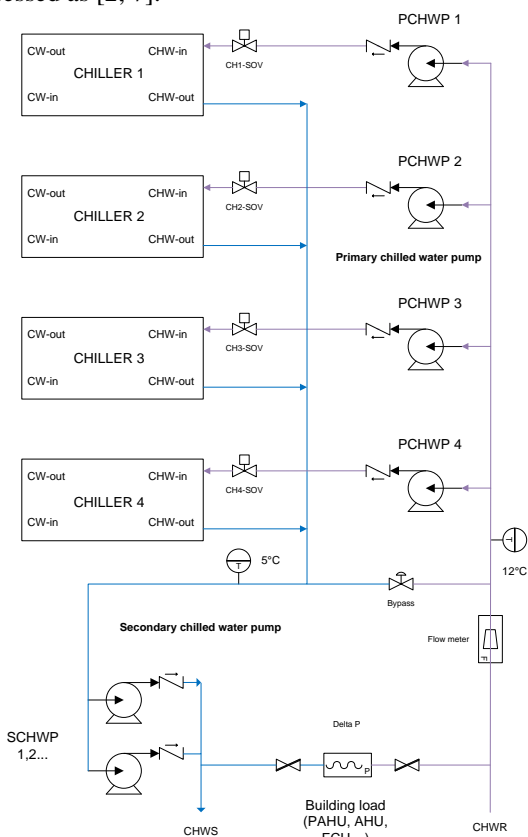 essed as [2, 7].
PCHWP 1
CW-out
CHW-in
CHILLER 1
CH1-SOV
CW-in
CHW-out
PCHWP 2
CW-out
CHW-in
CHILLER 2
CH2-SOV
CW-in
CHW-out
Primary chilled water pump
PCHWP 3
CW-out
CHW-in
CHILLER 3
CH3-SOV
CW-in
CHW-out
PCHWP 4
CW-out
CHW-in
CHILLER 4
CH4-SOV
CW-in
CHW-out
T
T
5°C
12°C
Bypass
Secondary chilled water pump
Flow meter
F
SCHWP
1,2...
Delta P
P
Building load
(PAHU, AHU,
CHWS
CHWR